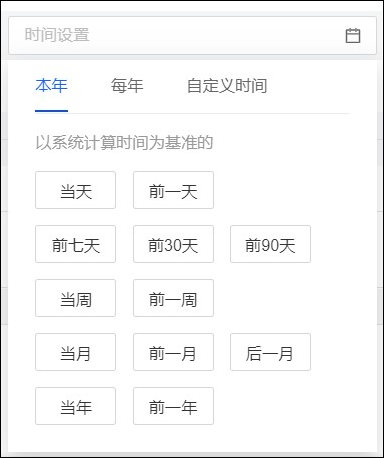 时间设置
本年 每年 自定义时间
以系统计算时间为基准的
当天 前一天
前七天 前30天 前90天
当周 前一周
当月 前一月 后一月
当年 前一年